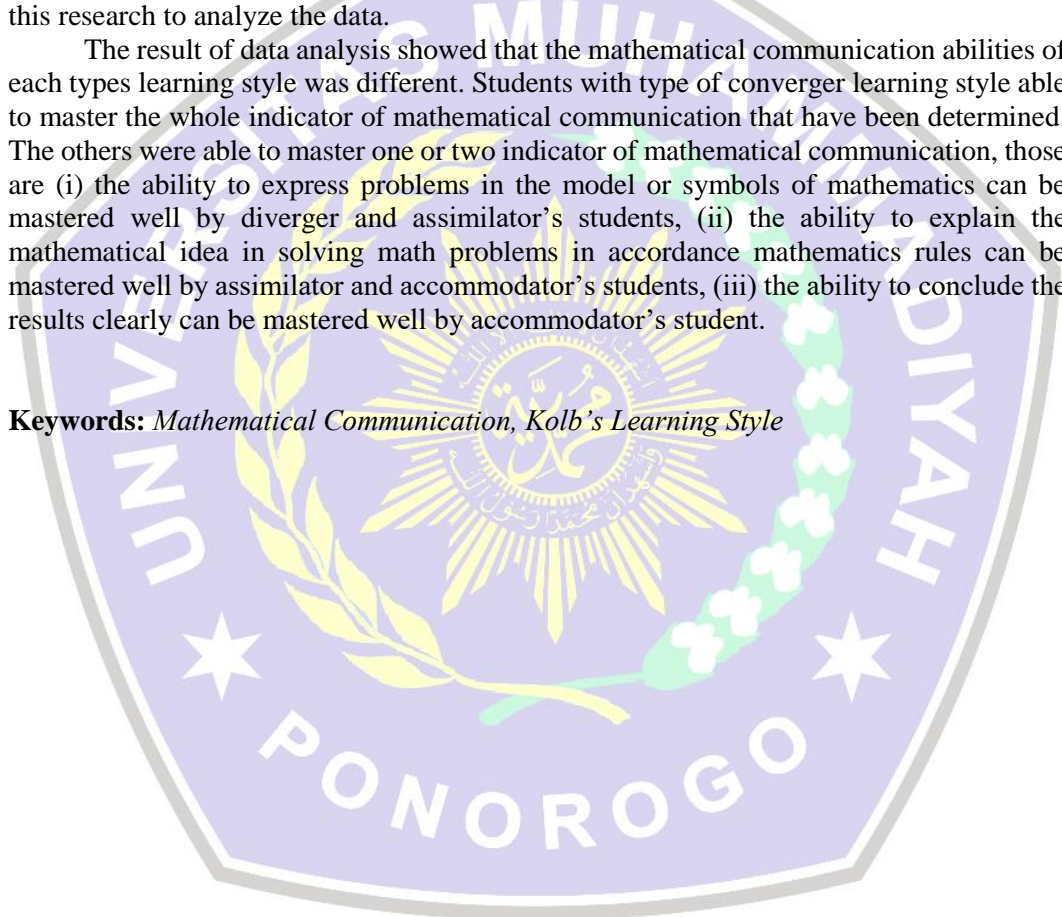 this research to analyze the data.
The result of data analysis showed that the mathematical communication abilities of
each types learning style was different. Students with type of converger learning style able
to master the whole indicator of mathematical communication that have been determined.
The others were able to master one or two indicator of mathematical communication, those
are (i) the ability to express problems in the model or symbols of mathematics can be
mastered well by diverger and assimilator’s students, (ii) the ability to explain the
mathematical idea in solving math problems in accordance mathematics rules can be
mastered well by assimilator and accommodator’s students, (iii) the ability to conclude the
results clearly can be mastered well by accommodator’s student.
Keywords: Mathematical Communication, Kolb’s Learning Style
UNIVERSITAS MUHAMMADIYAH
PONOROGO